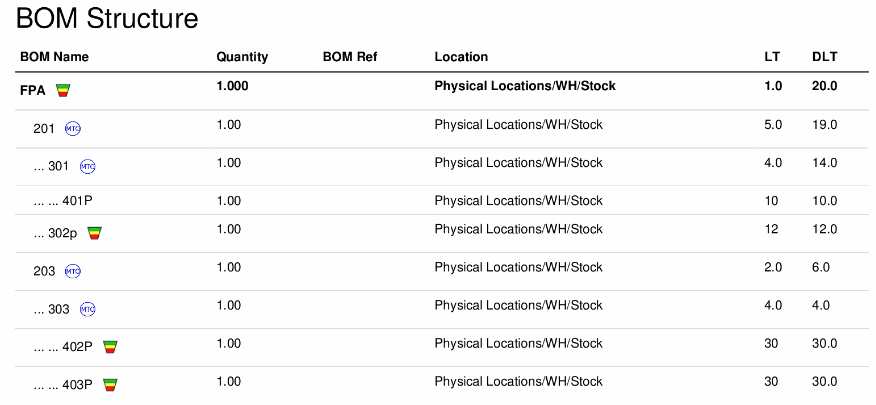 BOM Structure
BOM Name Quantity BOM Ref Location LT DLT
FPA 1.000 Physical Locations/WH/Stock 1.0 20.0
201 MTO 1.00 Physical Locations/WH/Stock 5.0 19.0
... 301 MTO 1.00 Physical Locations/WH/Stock 4.0 14.0
... ... 401P 1.00 Physical Locations/WH/Stock 10 10.0
... 302p 1.00 Physical Locations/WH/Stock 12 12.0
203 MTO 1.00 Physical Locations/WH/Stock 2.0 6.0
... 303 MTO 1.00 Physical Locations/WH/Stock 4.0 4.0
... ... 402P 1.00 Physical Locations/WH/Stock 30 30.0
... ... 403P 1.00 Physical Locations/WH/Stock 30 30.0